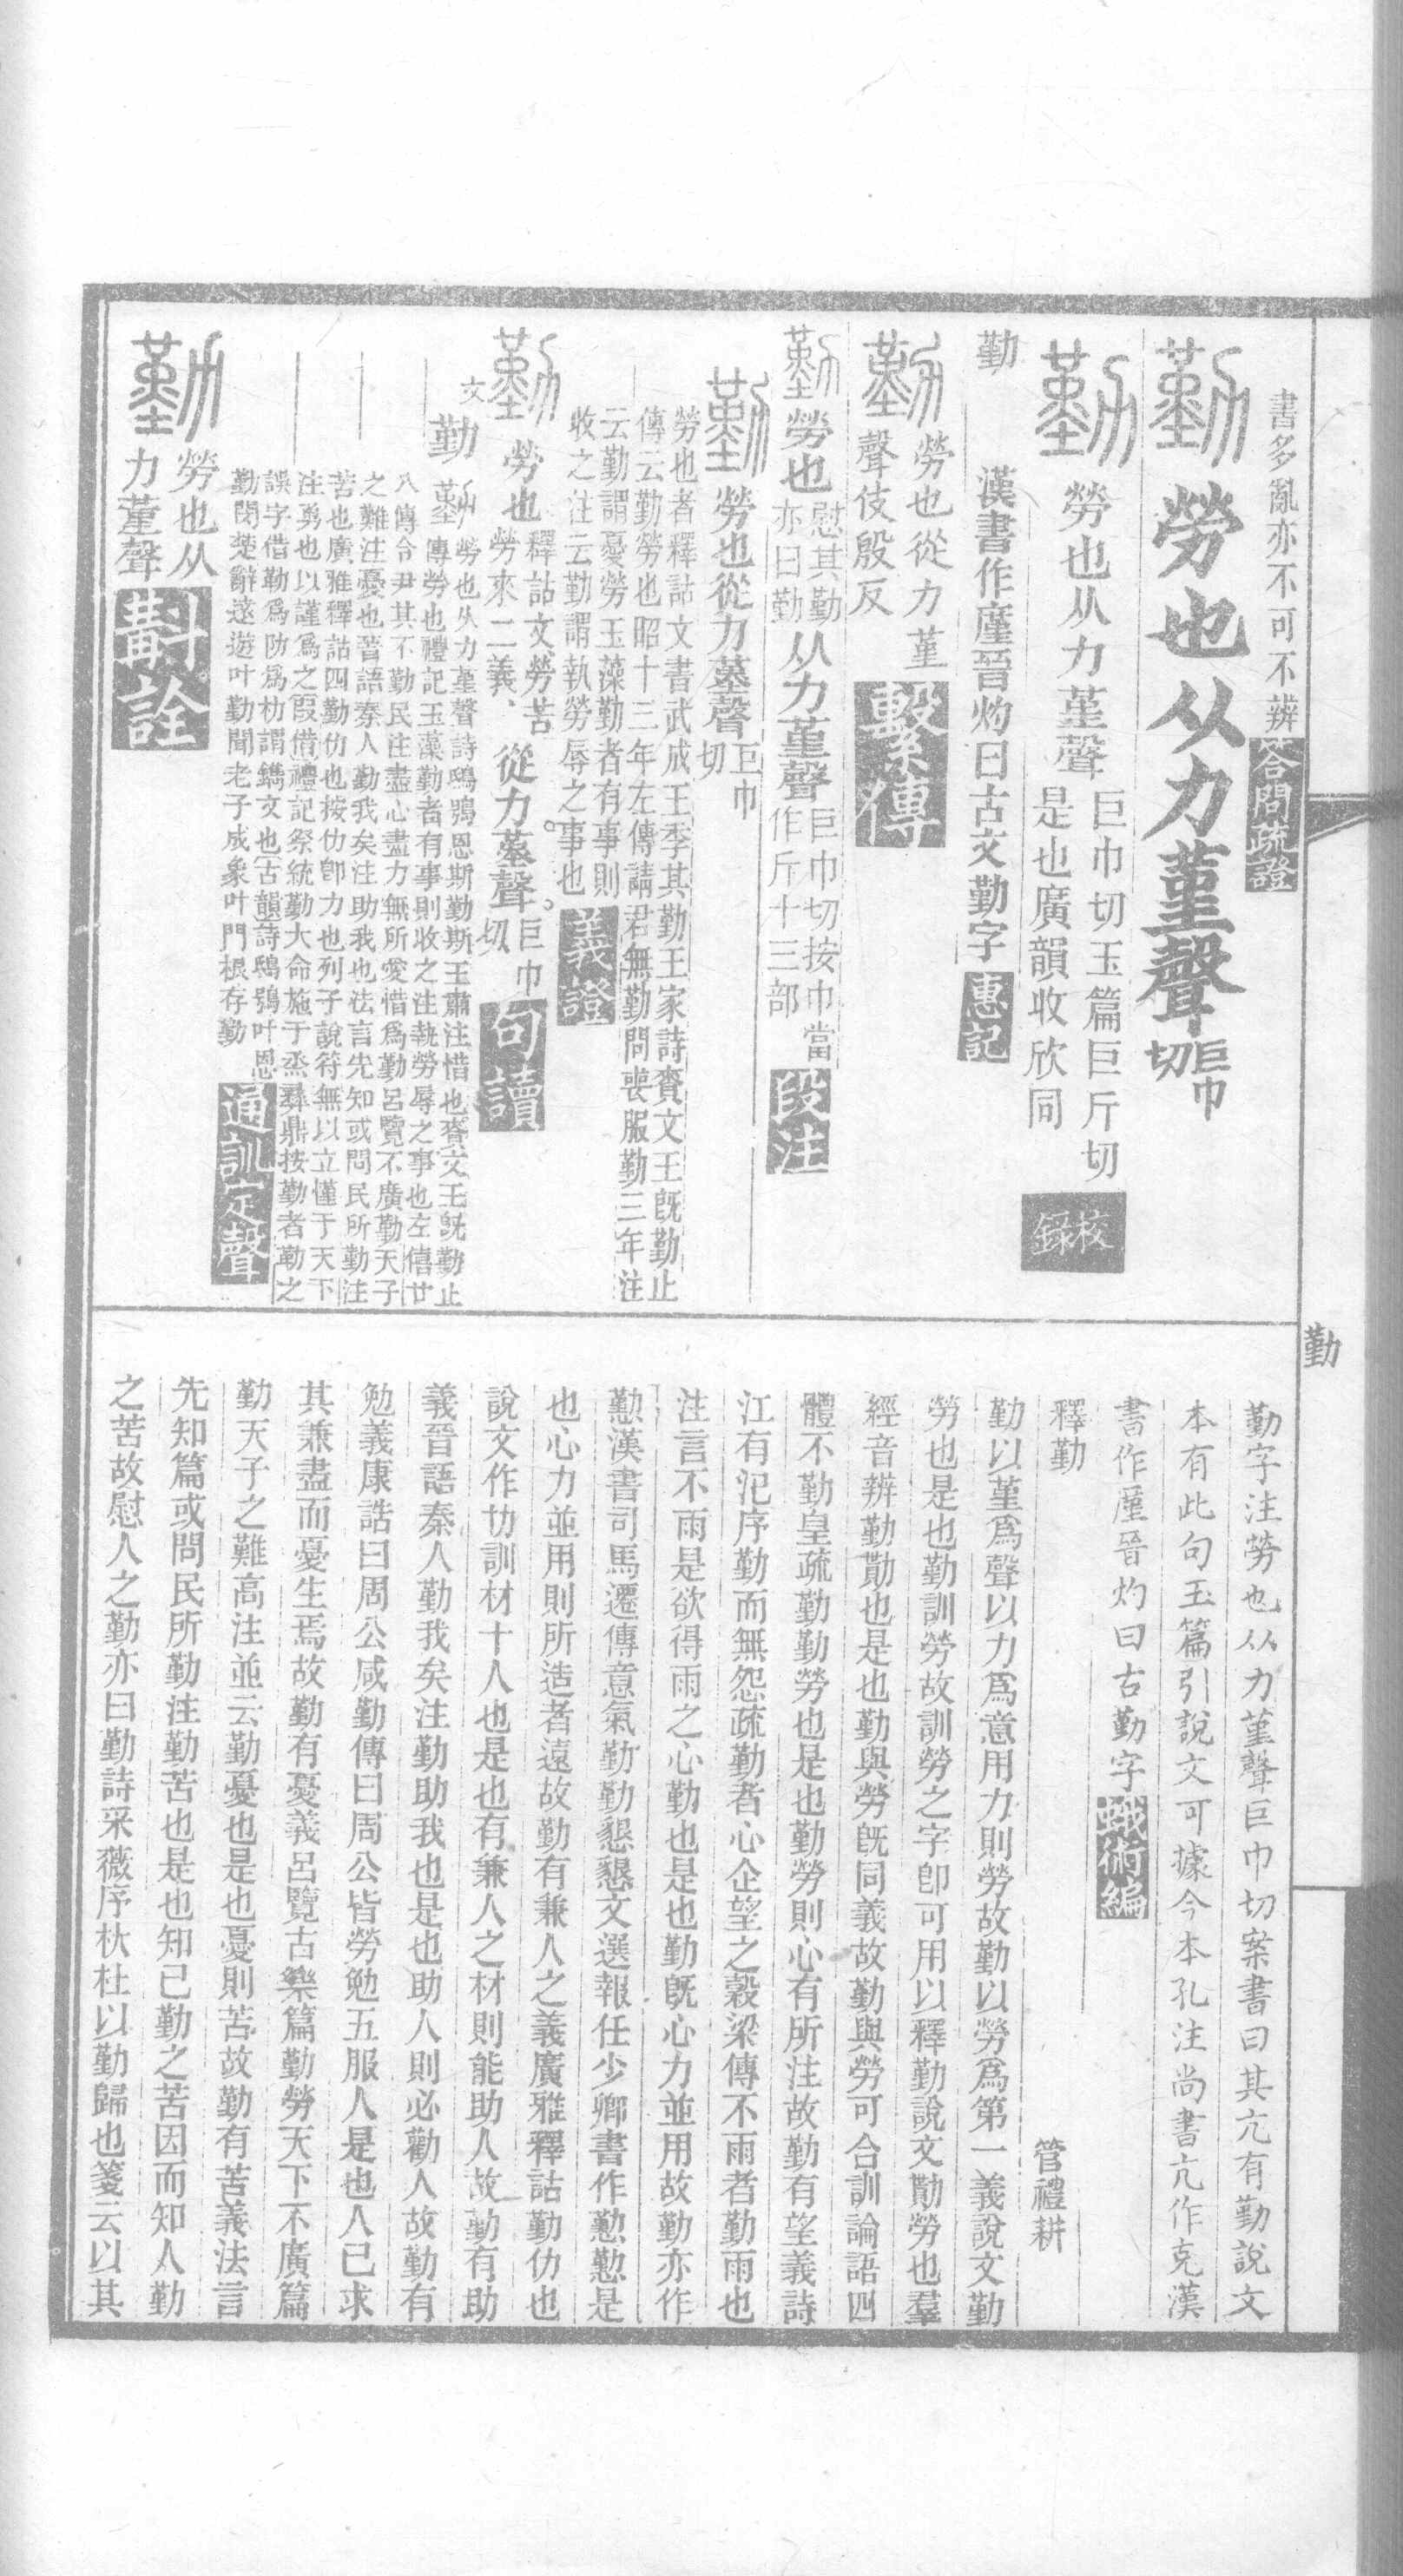 書多亂亦不可不辨 答問疏證
勤 勞也从力堇聲 巨巾切
勤 勞也从力堇聲 巨巾切玉篇巨斤切
是也廣韻收欣同 校錄
勤 漢書作廑晉灼曰古文勤字 惠記
勤 勞也從力堇
聲伎殷反 繫傳
勤 勞也 慰其勤
亦曰勤 从力堇聲 巨巾切按巾當
作斤十三部 段注
勤 勞也從力堇聲 巨巾
切
勞也者釋詁文書武成王季其勤王家詩賚文王旣勤止
傳云勤勞也昭十三年左傳請君無勤問喪服勤三年注
云勤謂憂勞玉藻勤者有事則
收之注云勤謂執勞辱之事也 義證
勤 勞也 釋詁文勞苦
勞來二義 從力堇聲 巨巾
切 句讀
文 勤 勤 勞也从力堇聲詩鴟鴞恩斯勤斯王肅注惜也賚文王旣勤止
傳勞也禮記玉藻勤者有事則收之注執勞辱之事也左僖廿
八傳令尹其不勤民注盡心盡力無所愛惜爲勤呂覽不廣勤天子
之難注憂也晉語秦人勤我矣注助我也法言先知或問民所勤注
苦也廣雅釋詁四勤仂也按仂卽力也列子說符無以立慬于天下
注勇也以謹爲之 假借 禮記祭統勤大命施于烝彝鼎按勤者勒之
誤字借勒爲阞爲朸謂鐫文也 古韻 詩鴟鴞叶恩
勤閔楚辭遠遊叶勤聞老子成象叶門根存勤 通訓定聲
勤 勞也从
力堇聲 斠詮
勤
勤字注勞也从力堇聲巨巾切案書曰其亢有勤說文
本有此句玉篇引說文可據今本孔注尚書亢作克漢
書作廑晉灼曰古勤字 蛾術編
釋勤 管禮耕
勤以堇爲聲以力爲意用力則勞故勤以勞爲第一義說文勤
勞也是也勤訓勞故訓勞之字卽可用以釋勤說文勩勞也羣
經音辨勤勩也是也勤與勞旣同義故勤與勞可合訓論語四
體不勤皇疏勤勤勞也是也勤勞則心有所注故勤有望義詩
江有汜序勤而無怨疏勤者心企望之穀梁傳不雨者勤雨也
注言不雨是欲得雨之心勤也是也勤旣心力並用故勤亦作
懃漢書司馬遷傳意氣勤勤懇懇文選報任少卿書作懃懃是
也心力並用則所造者遠故勤有兼人之義廣雅釋詁勤仂也
說文作仂訓材十人也是也有兼人之材則能助人故勤有助
義晉語秦人勤我矣注勤助我也是也助人則必勸人故勤有
勉義康誥曰周公咸勤傳曰周公皆勞勉五服人是也人已求
其兼盡而憂生焉故勤有憂義呂覽古樂篇勤勞天下不廣篇
勤天子之難高注並云勤憂也是也憂則苦故勤有苦義法言
先知篇或問民所勤注勤苦也是也知已勤之苦因而知人勤
之苦故慰人之勤亦曰勤詩采薇序杕杜以勤歸也箋云以其